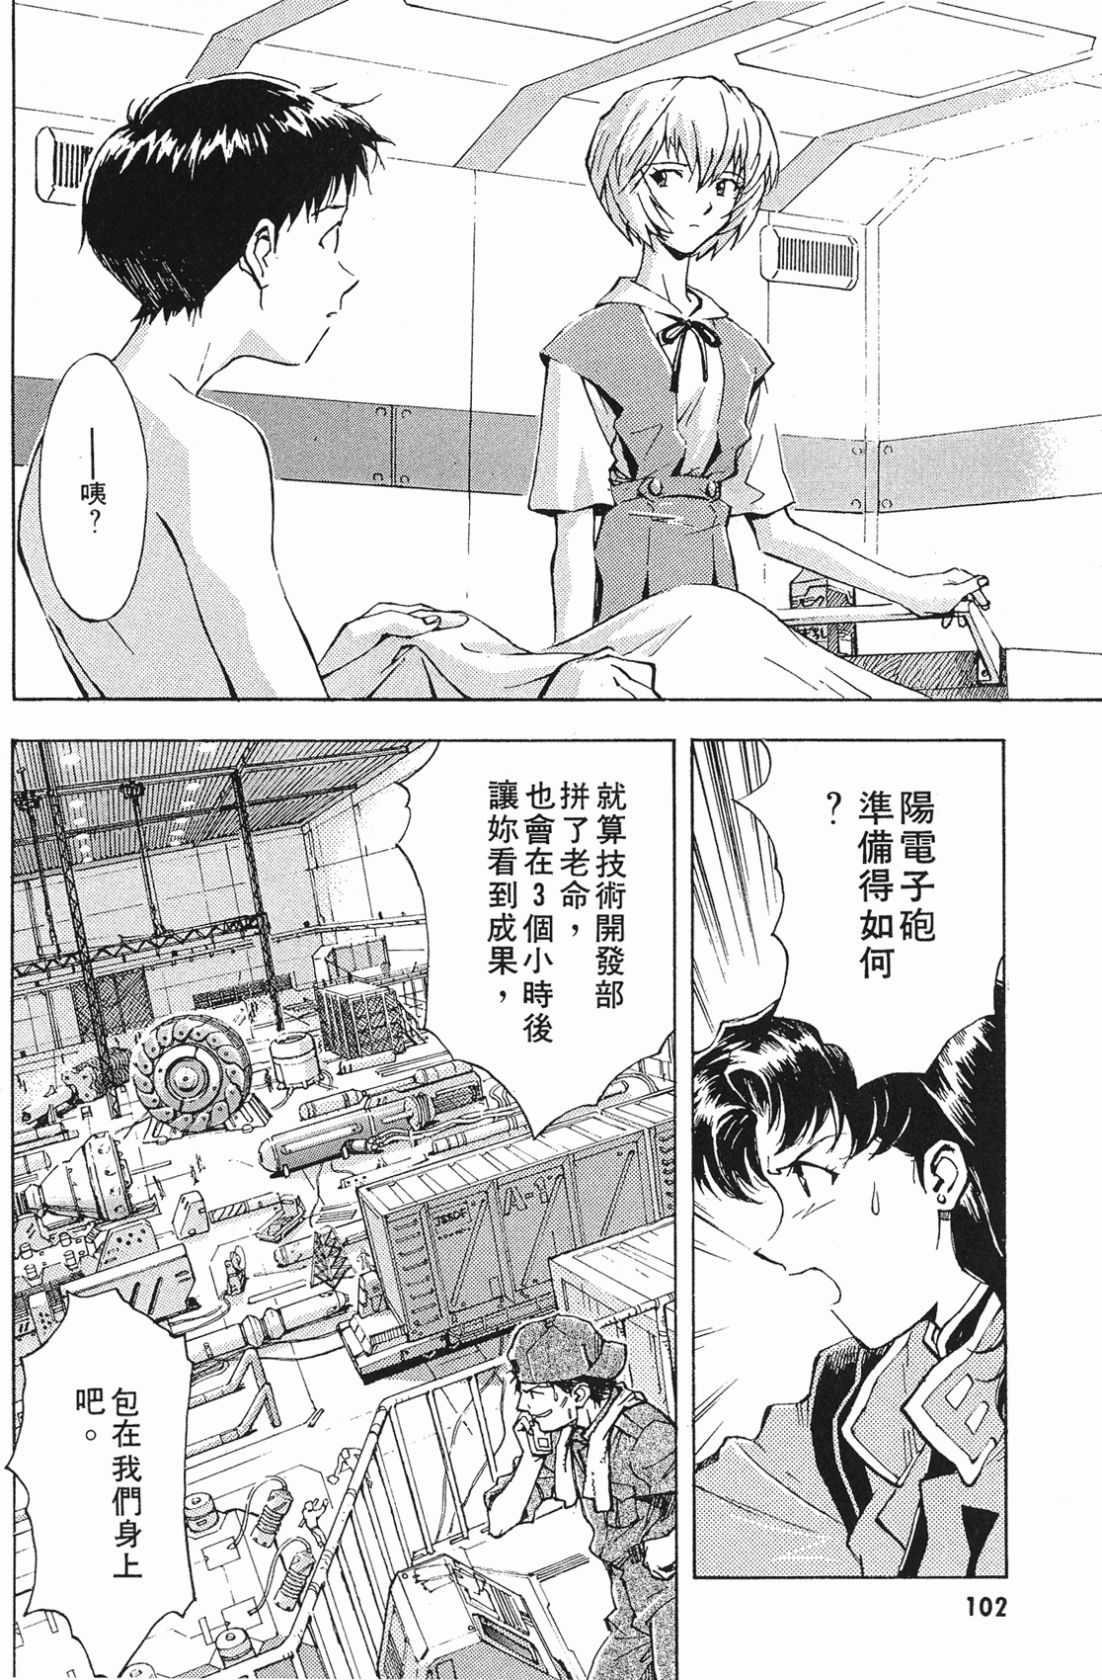 ——咦？
陽電子砲
準備得如何
？
就算技術開發部
拼了老命，
也會在3個小時後
讓妳看到成果，
A-1
JSSDF
包在我們身上
吧。
102